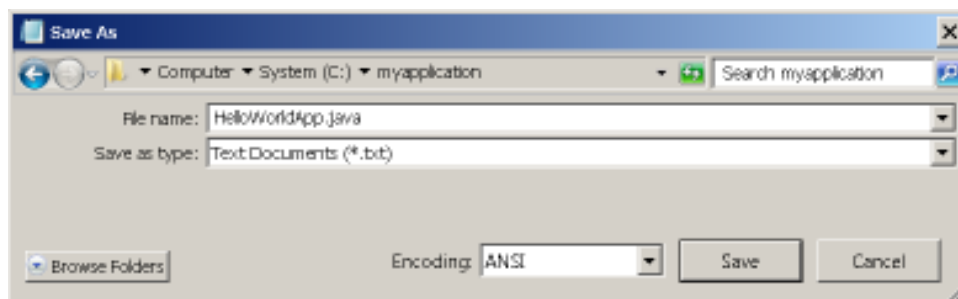 Save As
Computer System (C:) myapplication Search myapplication
File name: HelloWorldApp.java
Save as type: Text Documents (*.txt)
Browse Folders Encoding: ANSI Save Cancel